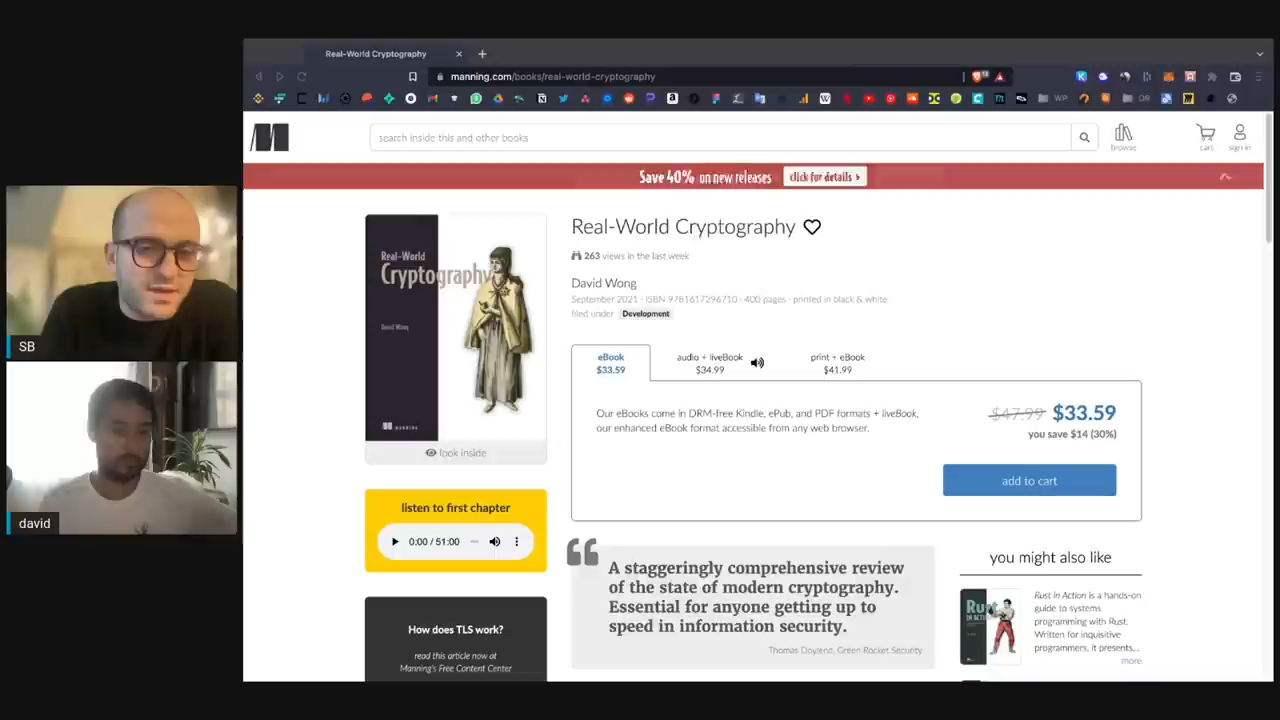 Real-World Cryptography
manning.com/books/real-world-cryptography
WP
search inside this and other books
browse
cart
sign in
Save 40% on new releases click for details
Real-World
Cryptography
David Wong
MANNING
look inside
listen to first chapter
0:00 / 51:00
How does TLS work?
read this article now at
Manning's Free Content Center
Real-World Cryptography
263 views in the last week
David Wong
September 2021 · ISBN 9781617296710 · 400 pages · printed in black & white
filed under Development
eBook
$33.59
audio + liveBook
$34.99
print + eBook
$41.99
Our eBooks come in DRM-free Kindle, ePub, and PDF formats + liveBook,
our enhanced eBook format accessible from any web browser.
$47.99 $33.59
you save $14 (30%)
add to cart
A staggeringly comprehensive review
of the state of modern cryptography.
Essential for anyone getting up to
speed in information security.
you might also like
Rust
IN ACTION
Rust in Action is a hands-on
guide to systems
programming with Rust.
Written for inquisitive
programmers, it presents...
more
Green Rocket Security
SB
david